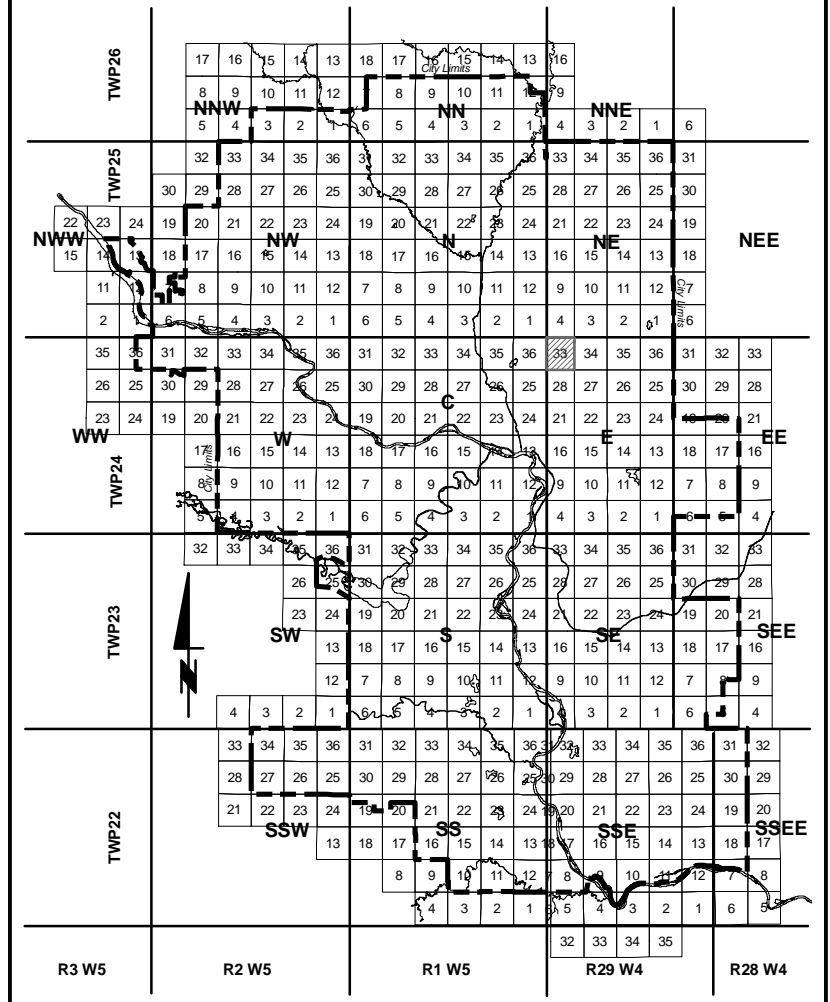 17 16 15 14 13 18 17 16 15 14 13 16
City Limits
TWP26
8 9 10 11 12 8 9 10 11 12 9
NNW NN NNE
5 4 3 2 1 6 5 4 3 2 1 4 3 2 1 6
32 33 34 35 36 31 32 33 34 35 36 33 34 35 36 31
TWP25
30 29 28 27 26 25 30 29 28 27 26 25 28 27 26 25 30
22 23 24 19 20 21 22 23 24 19 20 21 22 23 24 21 22 23 24 19
NWW NW N NE NEE
15 14 13 18 17 16 15 14 13 18 17 16 15 14 13 16 15 14 13 18
11 12 8 9 10 11 12 7 8 9 10 11 12 9 10 11 12 7
City Limits
2 1 6 5 4 3 2 1 6 5 4 3 2 1 4 3 2 1 6
35 36 31 32 33 34 35 36 31 32 33 34 35 36 33 34 35 36 31 32 33
26 25 30 29 28 27 26 25 30 29 28 27 26 25 28 27 26 25 30 29 28
C
23 24 19 20 21 22 23 24 19 20 21 22 23 24 21 22 23 24 19 20 21
WW W E EE
17 16 15 14 13 18 17 16 15 14 13 16 15 14 13 18 17 16
City Limits
TWP24
8 9 10 11 12 7 8 9 10 11 12 9 10 11 12 7 8 9
5 4 3 2 1 6 5 4 3 2 1 4 3 2 1 6 5 4
32 33 34 35 36 31 32 33 34 35 36 33 34 35 36 31 32 33
26 25 30 29 28 27 26 25 28 27 26 25 30 29 28
TWP23
23 24 19 20 21 22 23 24 21 22 23 24 19 20 21
SW S SE SEE
13 18 17 16 15 14 13 16 15 14 13 18 17 16
N
12 7 8 9 10 11 12 9 10 11 12 7 8 9
4 3 2 1 6 5 4 3 2 1 3 2 1 6 6 4
33 34 35 36 31 32 33 34 35 36 31 32 33 34 35 36 31 32
28 27 26 25 30 29 28 27 26 25 30 29 28 27 26 25 30 29
21 22 23 24 19 20 21 22 23 24 19 20 21 22 23 24 19 20
TWP22
SSW SS SSE SSEE
13 18 17 16 15 14 13 18 17 16 15 14 13 18 17
8 9 10 11 12 7 8 9 10 11 12 7 8
4 3 2 1 6 5 4 3 2 1 6 5
32 33 34 35
R3 W5 R2 W5 R1 W5 R29 W4 R28 W4